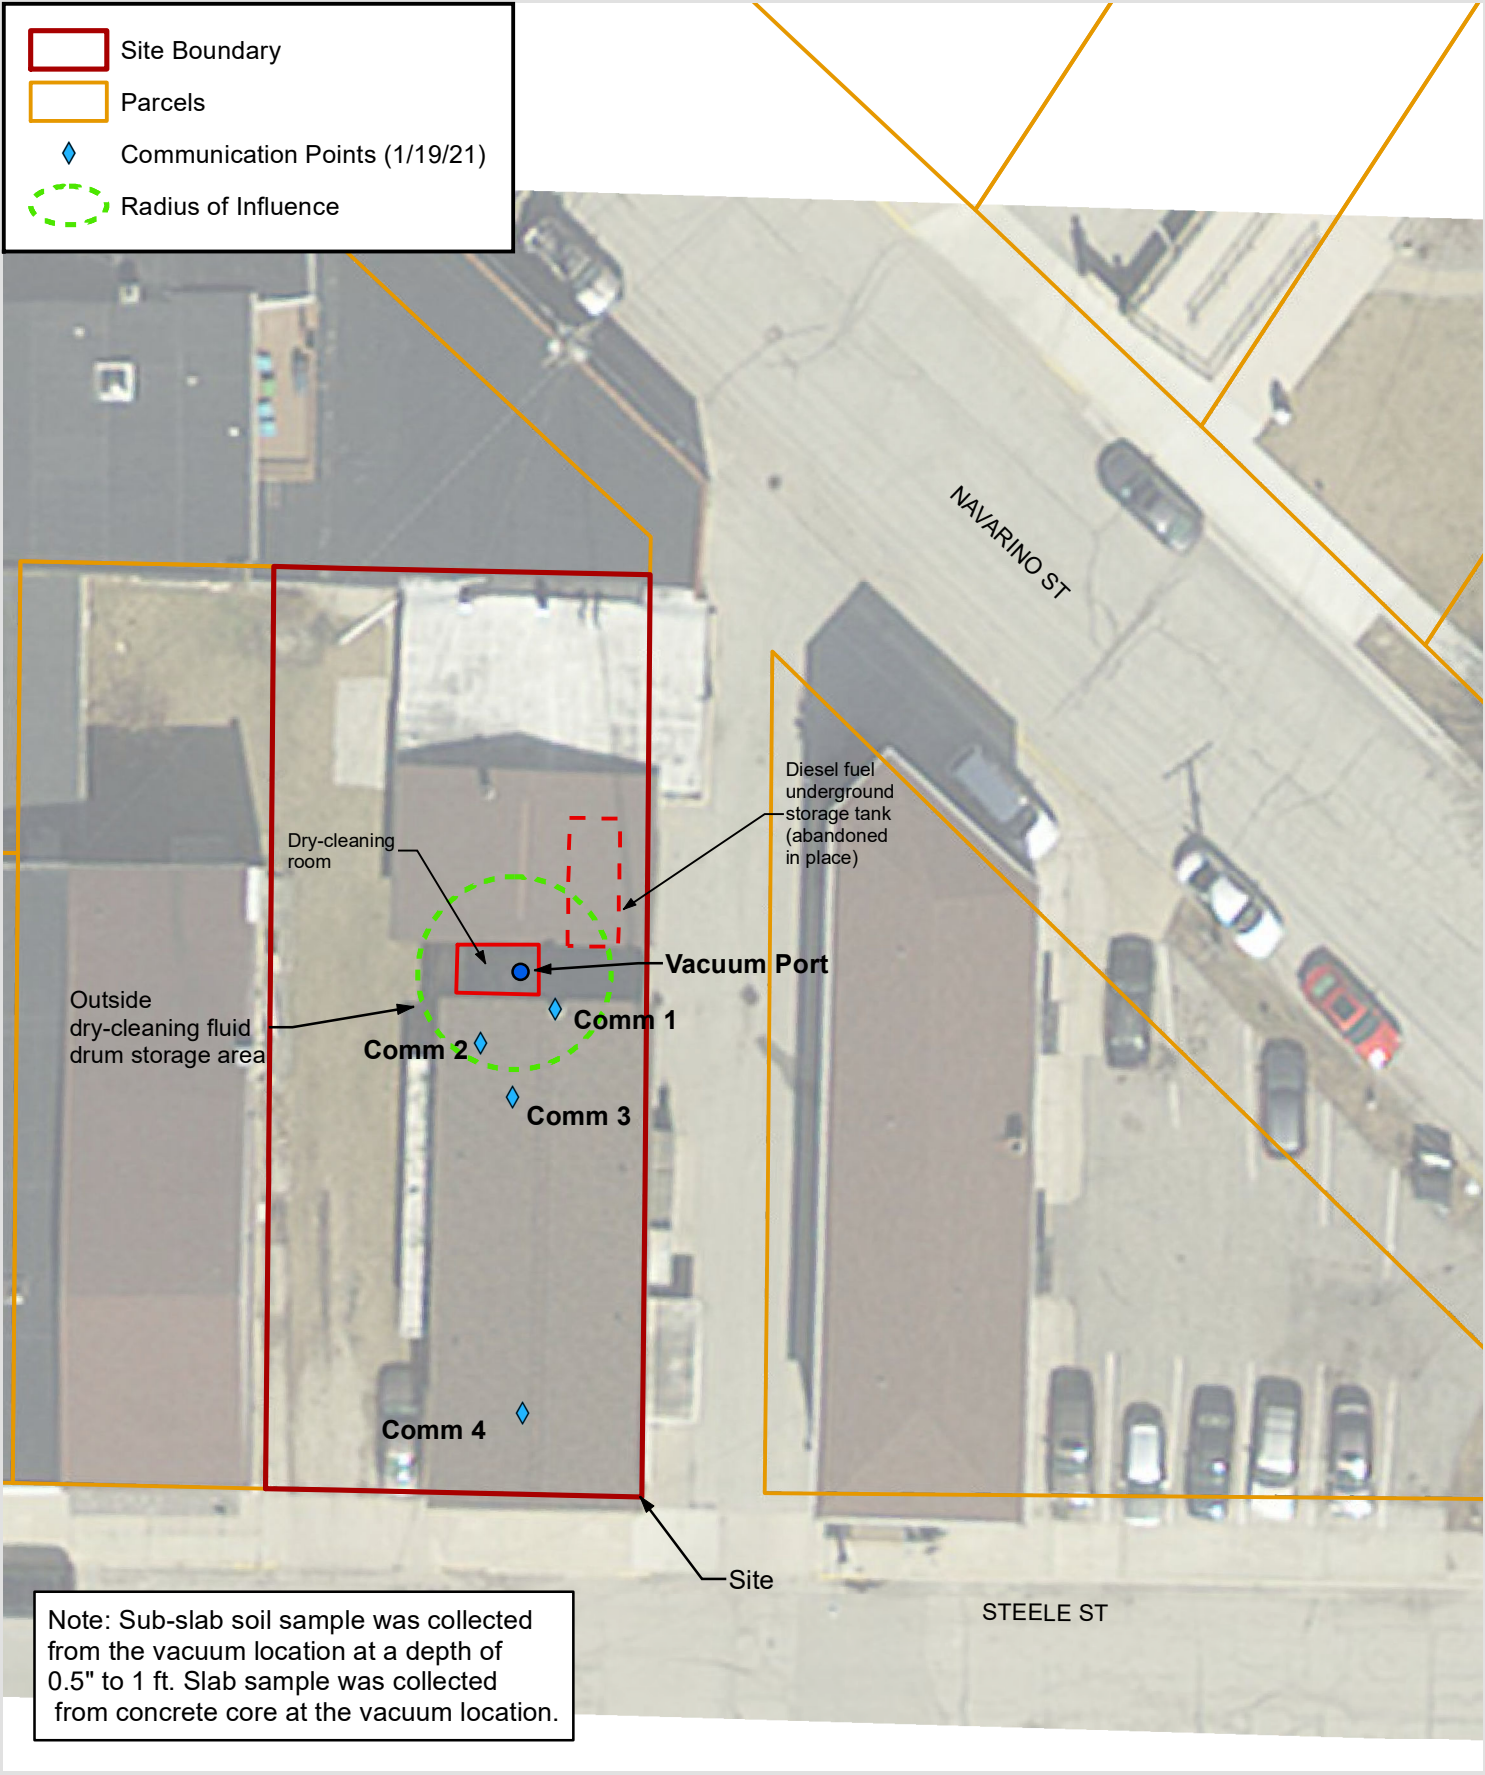 Site Boundary
Parcels
Communication Points (1/19/21)
Radius of Influence
NAVARINO ST
Diesel fuel
underground
storage tank
(abandoned
in place)
Dry-cleaning
room
Vacuum Port
Outside
dry-cleaning fluid
drum storage area
Comm 1
Comm 2
Comm 3
Comm 4
Site
STEELE ST
Note: Sub-slab soil sample was collected
from the vacuum location at a depth of
0.5" to 1 ft. Slab sample was collected
from concrete core at the vacuum location.